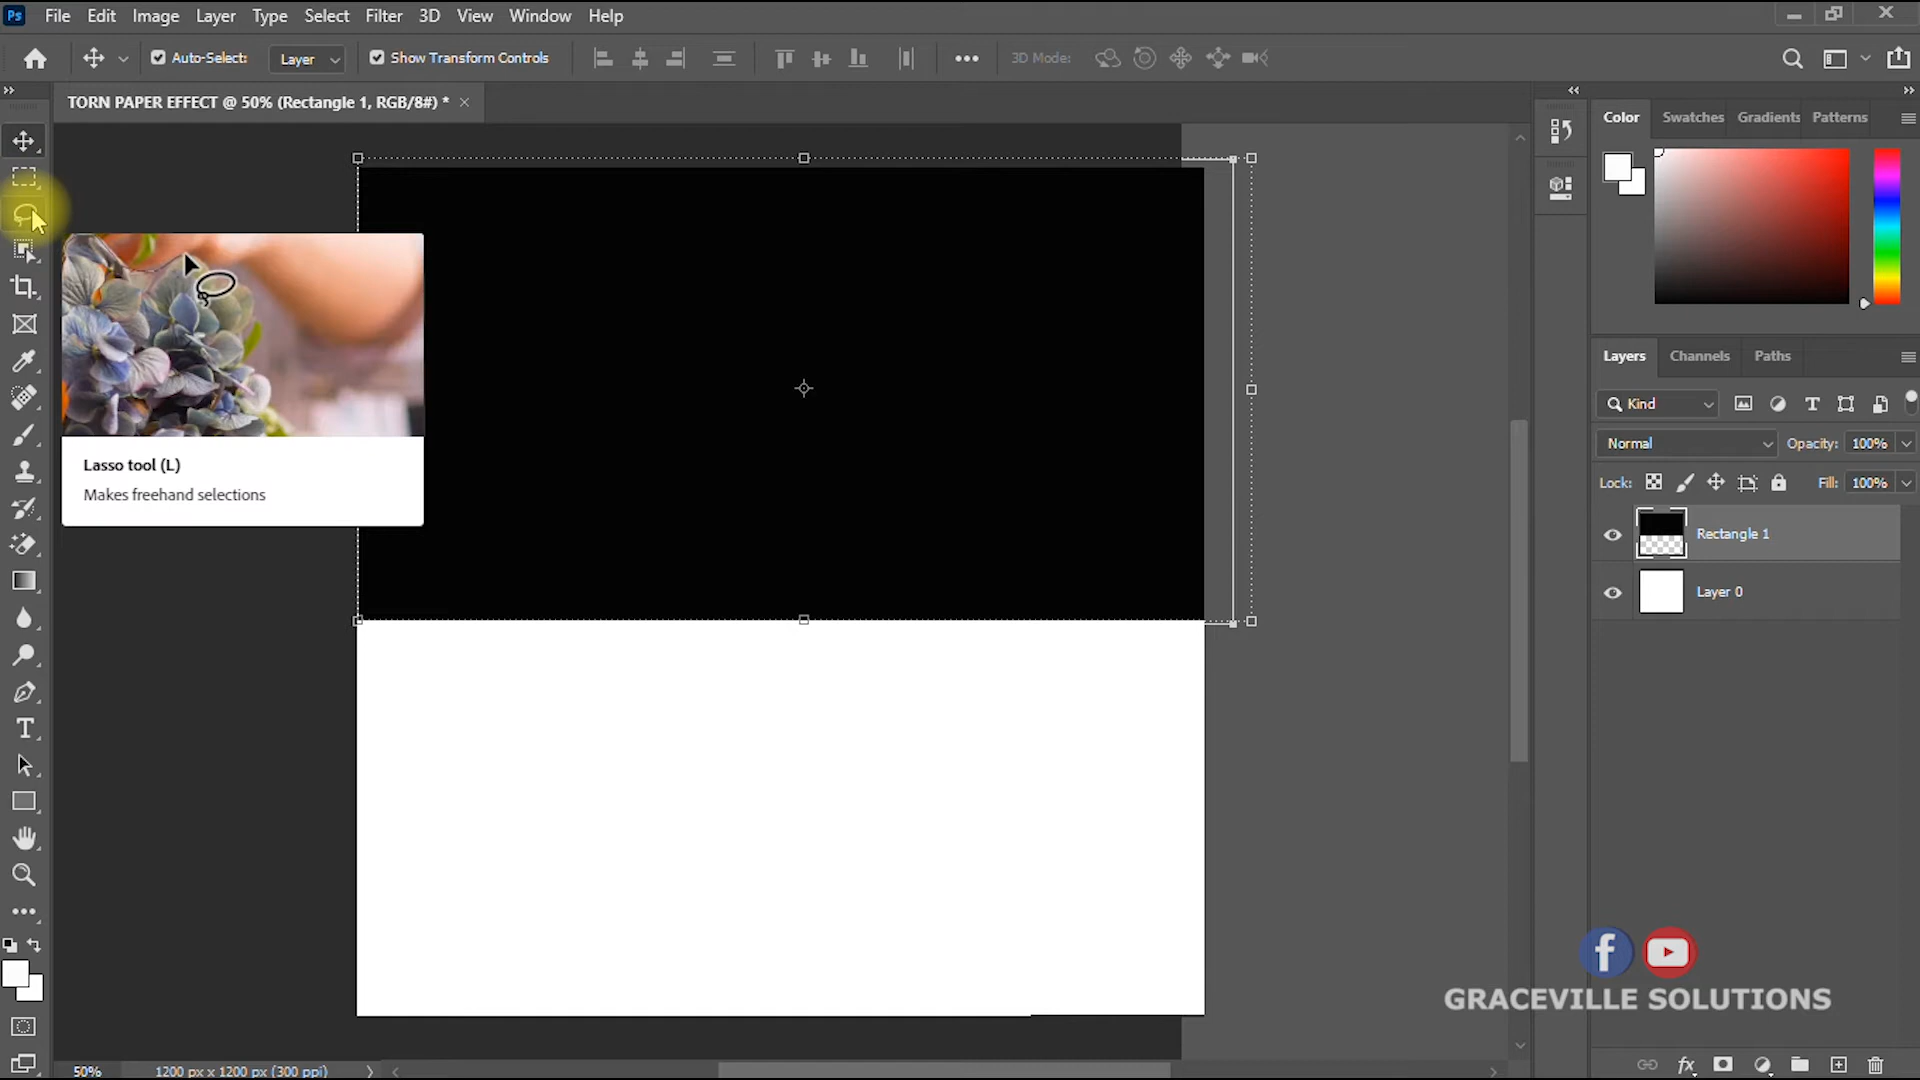 Ps File Edit Image Layer Type Select Filter 3D View Window Help
Auto-Select: Layer Show Transform Controls 3D Mode:
TORN PAPER EFFECT @ 50% (Rectangle 1, RGB/8#) *
Color Swatches Gradients Patterns
Lasso tool (L)
Makes freehand selections
Layers Channels Paths
Kind
Normal Opacity: 100%
Lock: Fill: 100%
Rectangle 1
Layer 0
GRACEVILLE SOLUTIONS
50% 1200 px x 1200 px (300 ppi)